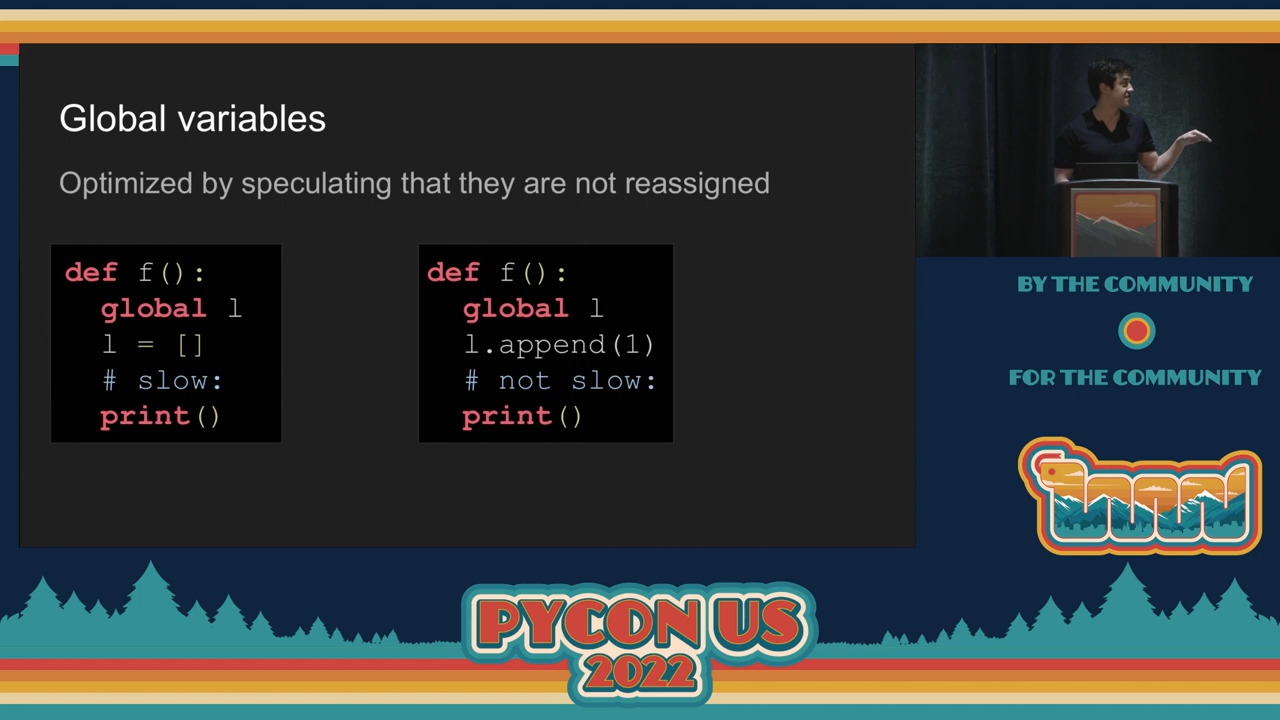 Global variables
Optimized by speculating that they are not reassigned
def f():
global l
l = []
# slow:
print()
def f():
global l
l.append(1)
# not slow:
print()
BY THE COMMUNITY
FOR THE COMMUNITY
PYCON US
2022